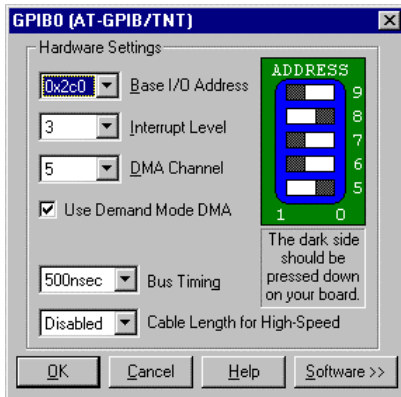 GPIB0 (AT-GPIB/TNT)
Hardware Settings
0x2c0 Base I/O Address
3 Interrupt Level
5 DMA Channel
Use Demand Mode DMA
500nsec Bus Timing
Disabled Cable Length for High-Speed
ADDRESS
9
8
7
6
5
1 0
The dark side
should be
pressed down
on your board.
OK Cancel Help Software >>